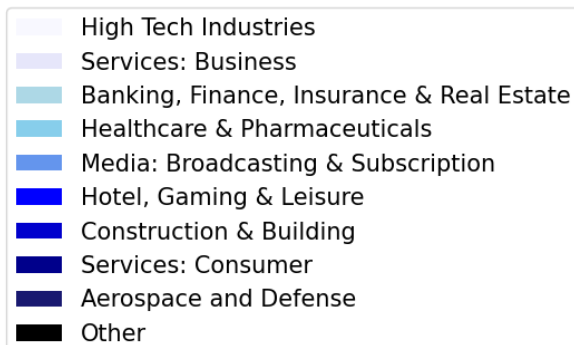 High Tech Industries
Services: Business
Banking, Finance, Insurance & Real Estate
Healthcare & Pharmaceuticals
Media: Broadcasting & Subscription
Hotel, Gaming & Leisure
Construction & Building
Services: Consumer
Aerospace and Defense
Other